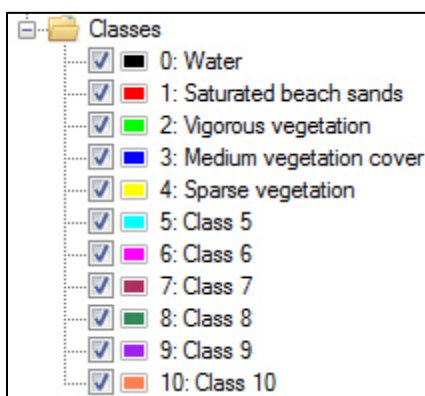 Classes
0: Water
1: Saturated beach sands
2: Vigorous vegetation
3: Medium vegetation cover
4: Sparse vegetation
5: Class 5
6: Class 6
7: Class 7
8: Class 8
9: Class 9
10: Class 10